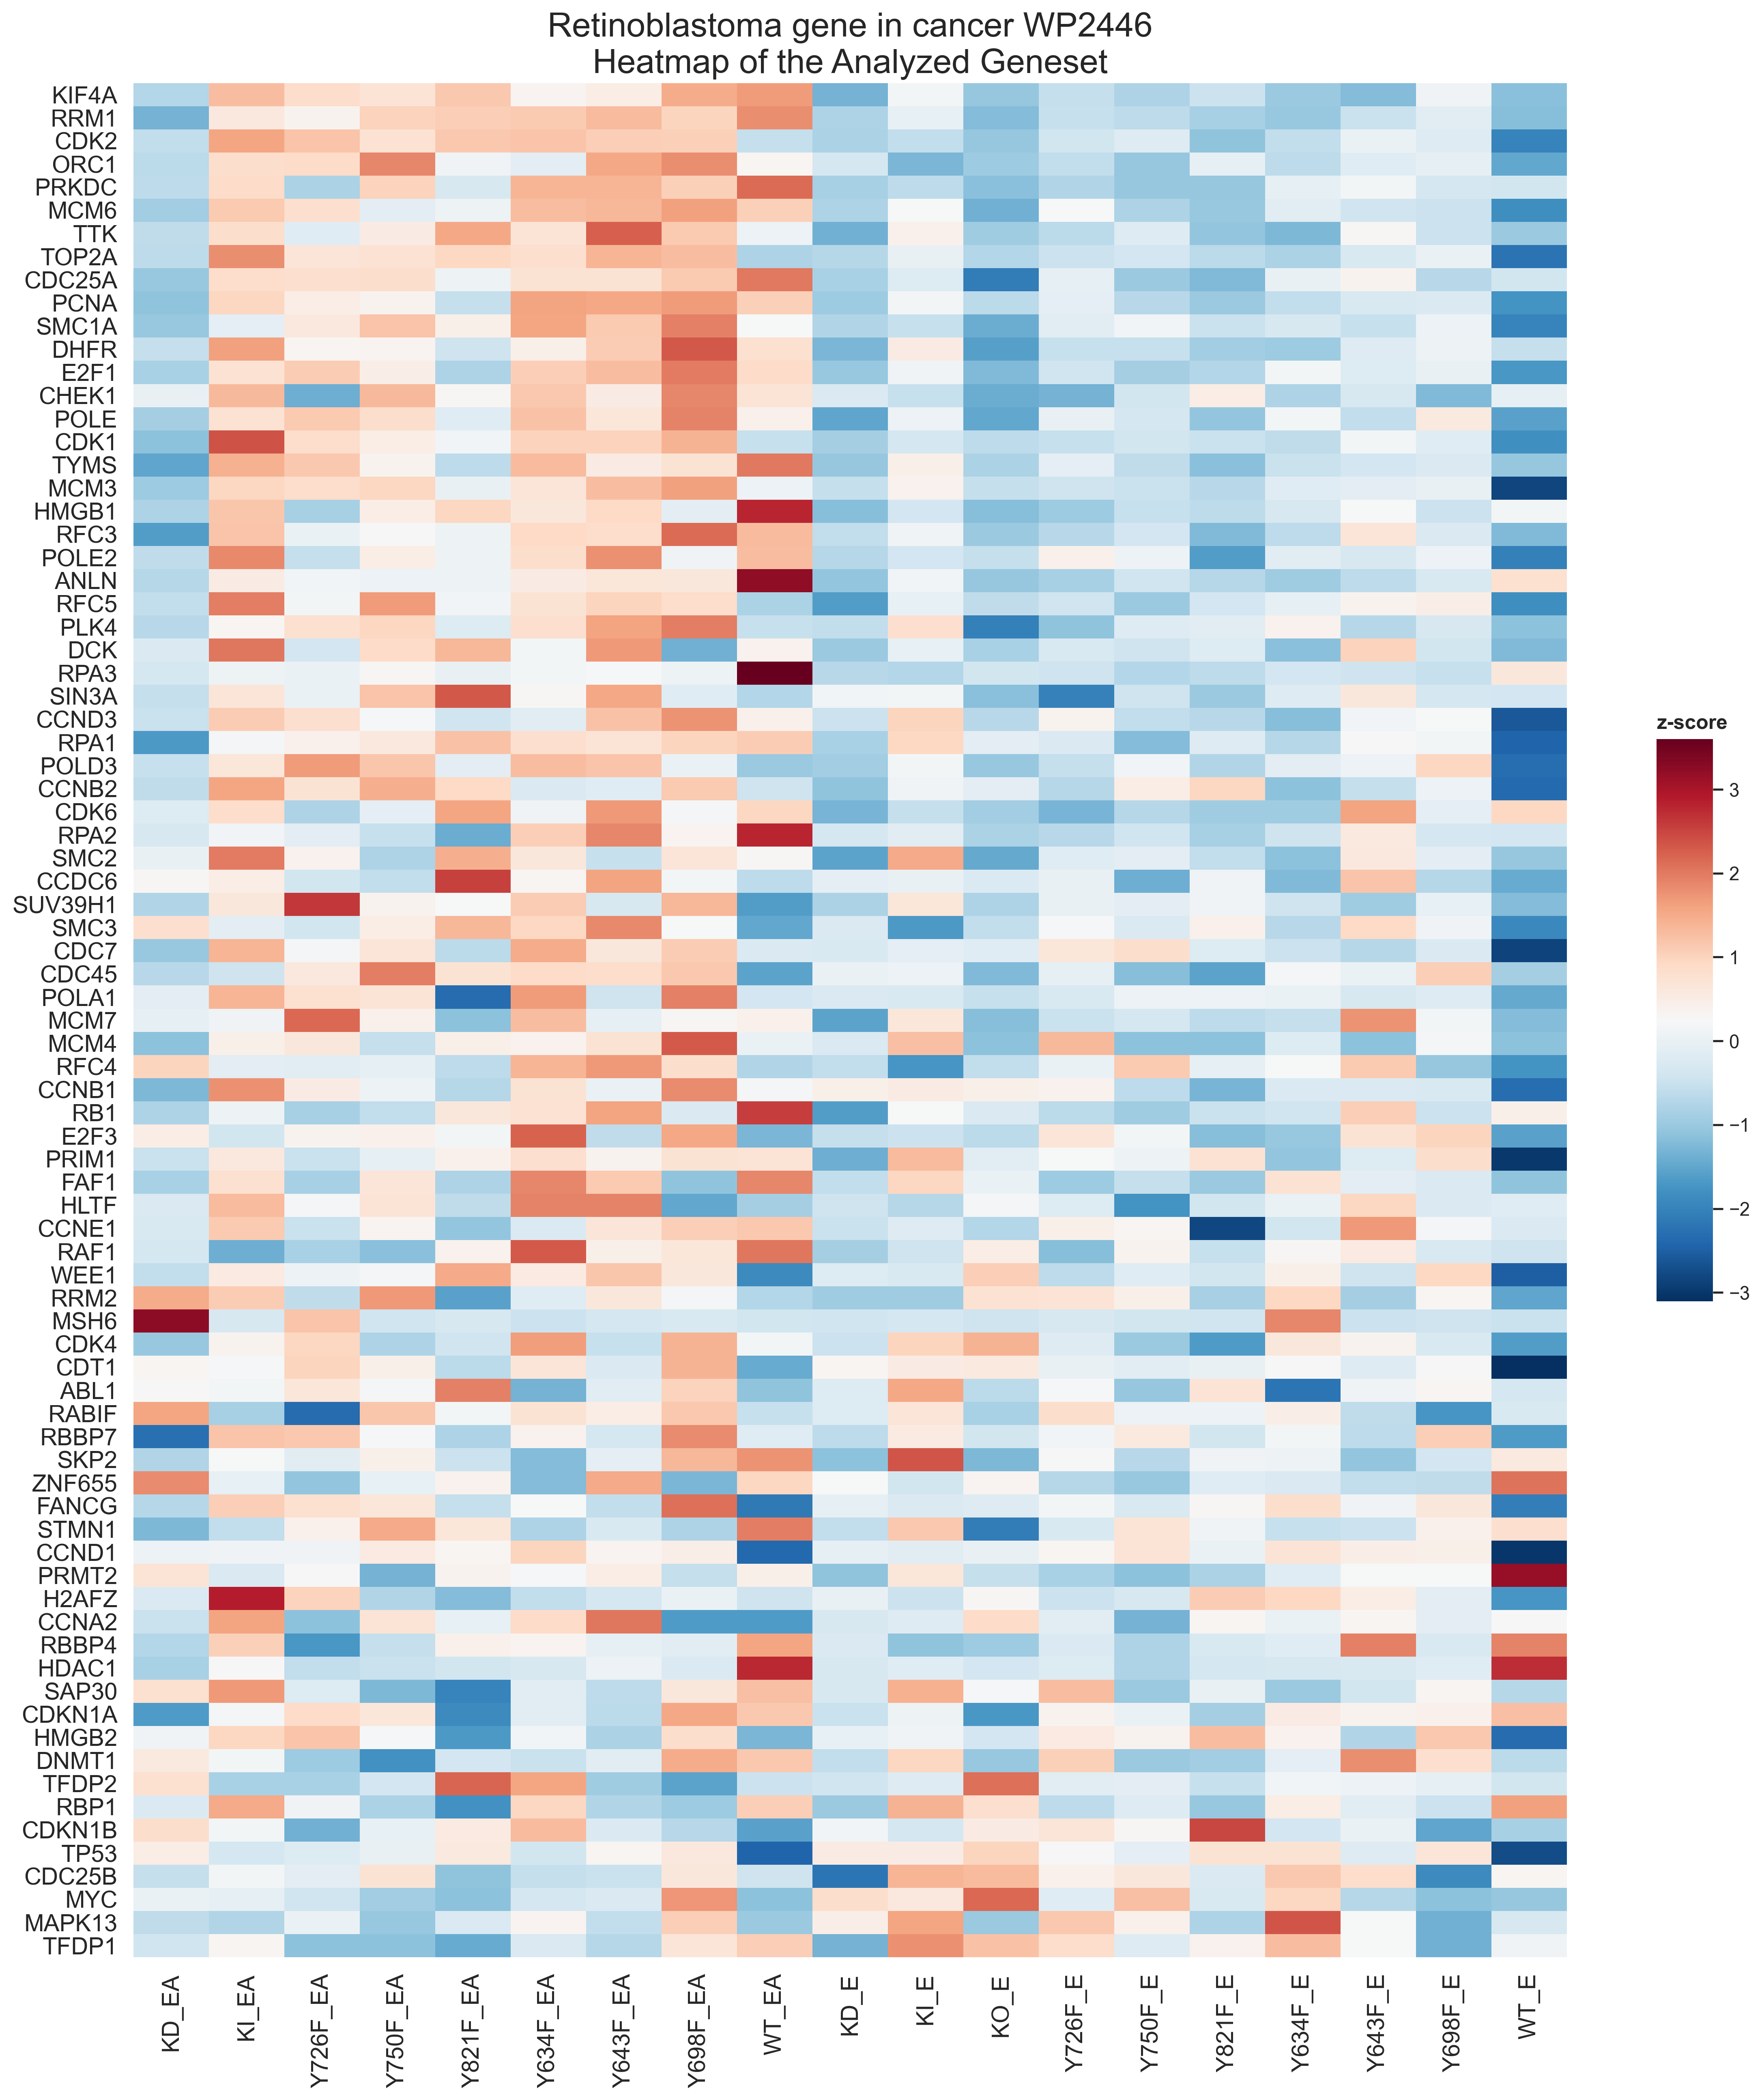 Retinoblastoma gene in cancer WP2446
Heatmap of the Analyzed Geneset
KIF4A
RRM1
CDK2
ORC1
PRKDC
MCM6
TTK
TOP2A
CDC25A
PCNA
SMC1A
DHFR
E2F1
CHEK1
POLE
CDK1
TYMS
MCM3
HMGB1
RFC3
POLE2
ANLN
RFC5
PLK4
DCK
RPA3
SIN3A
CCND3
RPA1
POLD3
CCNB2
CDK6
RPA2
SMC2
CCDC6
SUV39H1
SMC3
CDC7
CDC45
POLA1
MCM7
MCM4
RFC4
CCNB1
RB1
E2F3
PRIM1
FAF1
HLTF
CCNE1
RAF1
WEE1
RRM2
MSH6
CDK4
CDT1
ABL1
RABIF
RBBP7
SKP2
ZNF655
FANCG
STMN1
CCND1
PRMT2
H2AFZ
CCNA2
RBBP4
HDAC1
SAP30
CDKN1A
HMGB2
DNMT1
TFDP2
RBP1
CDKN1B
TP53
CDC25B
MYC
MAPK13
TFDP1
KD_EA
KI_EA
Y726F_EA
Y750F_EA
Y821F_EA
Y634F_EA
Y643F_EA
Y698F_EA
WT_EA
KD_E
KI_E
KO_E
Y726F_E
Y750F_E
Y821F_E
Y634F_E
Y643F_E
Y698F_E
WT_E
z-score
3
2
1
0
−1
−2
−3